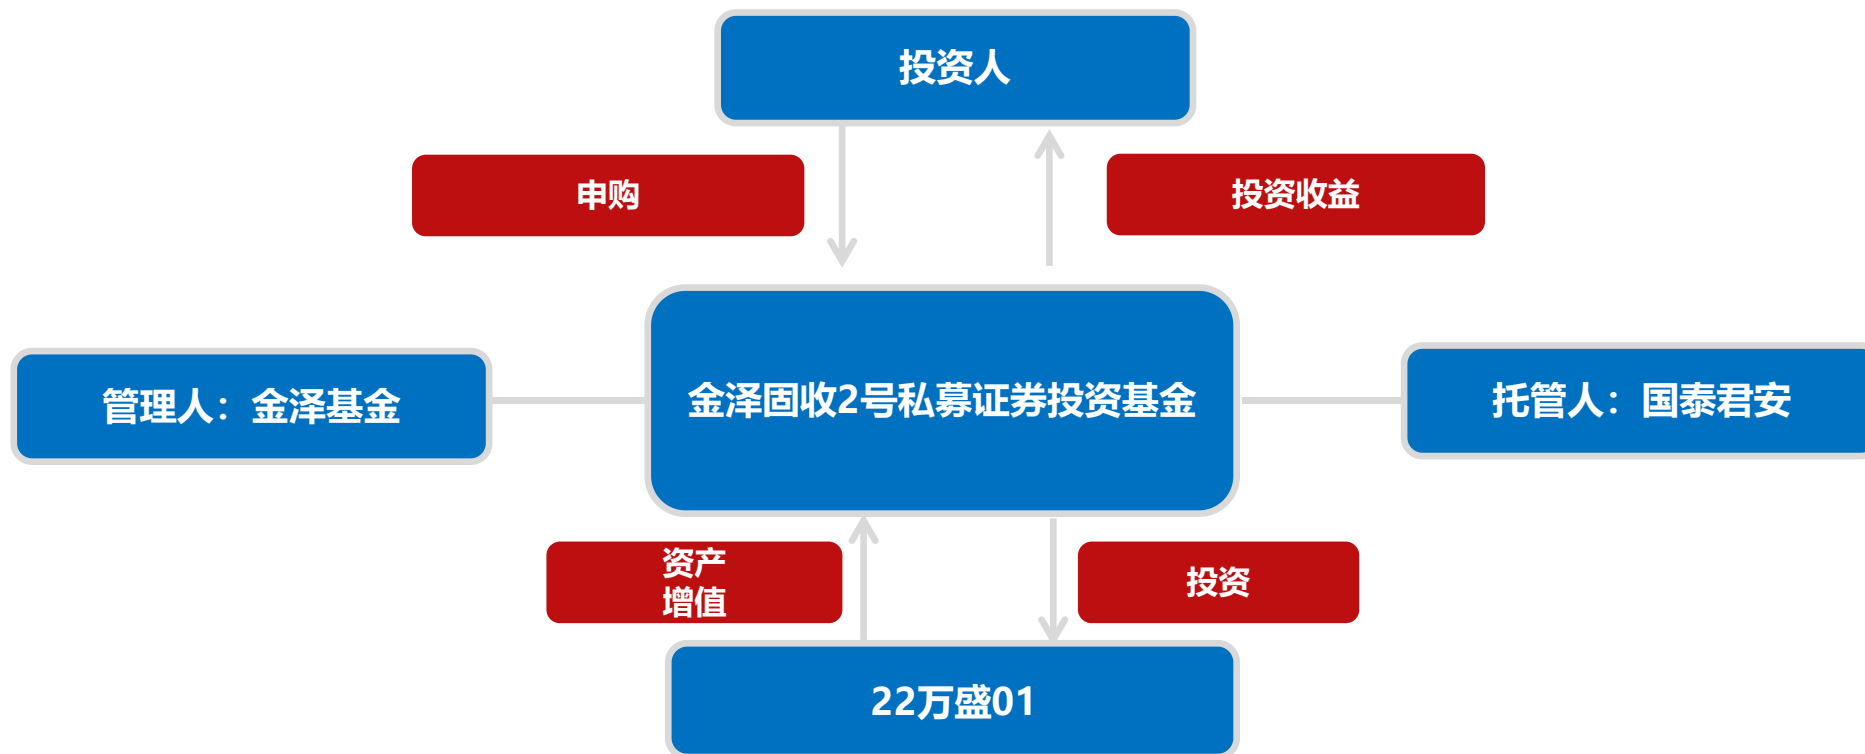 投资人
申购
投资收益
管理人：金泽基金
金泽固收2号私募证券投资基金
托管人：国泰君安
资产
增值
投资
22万盛01